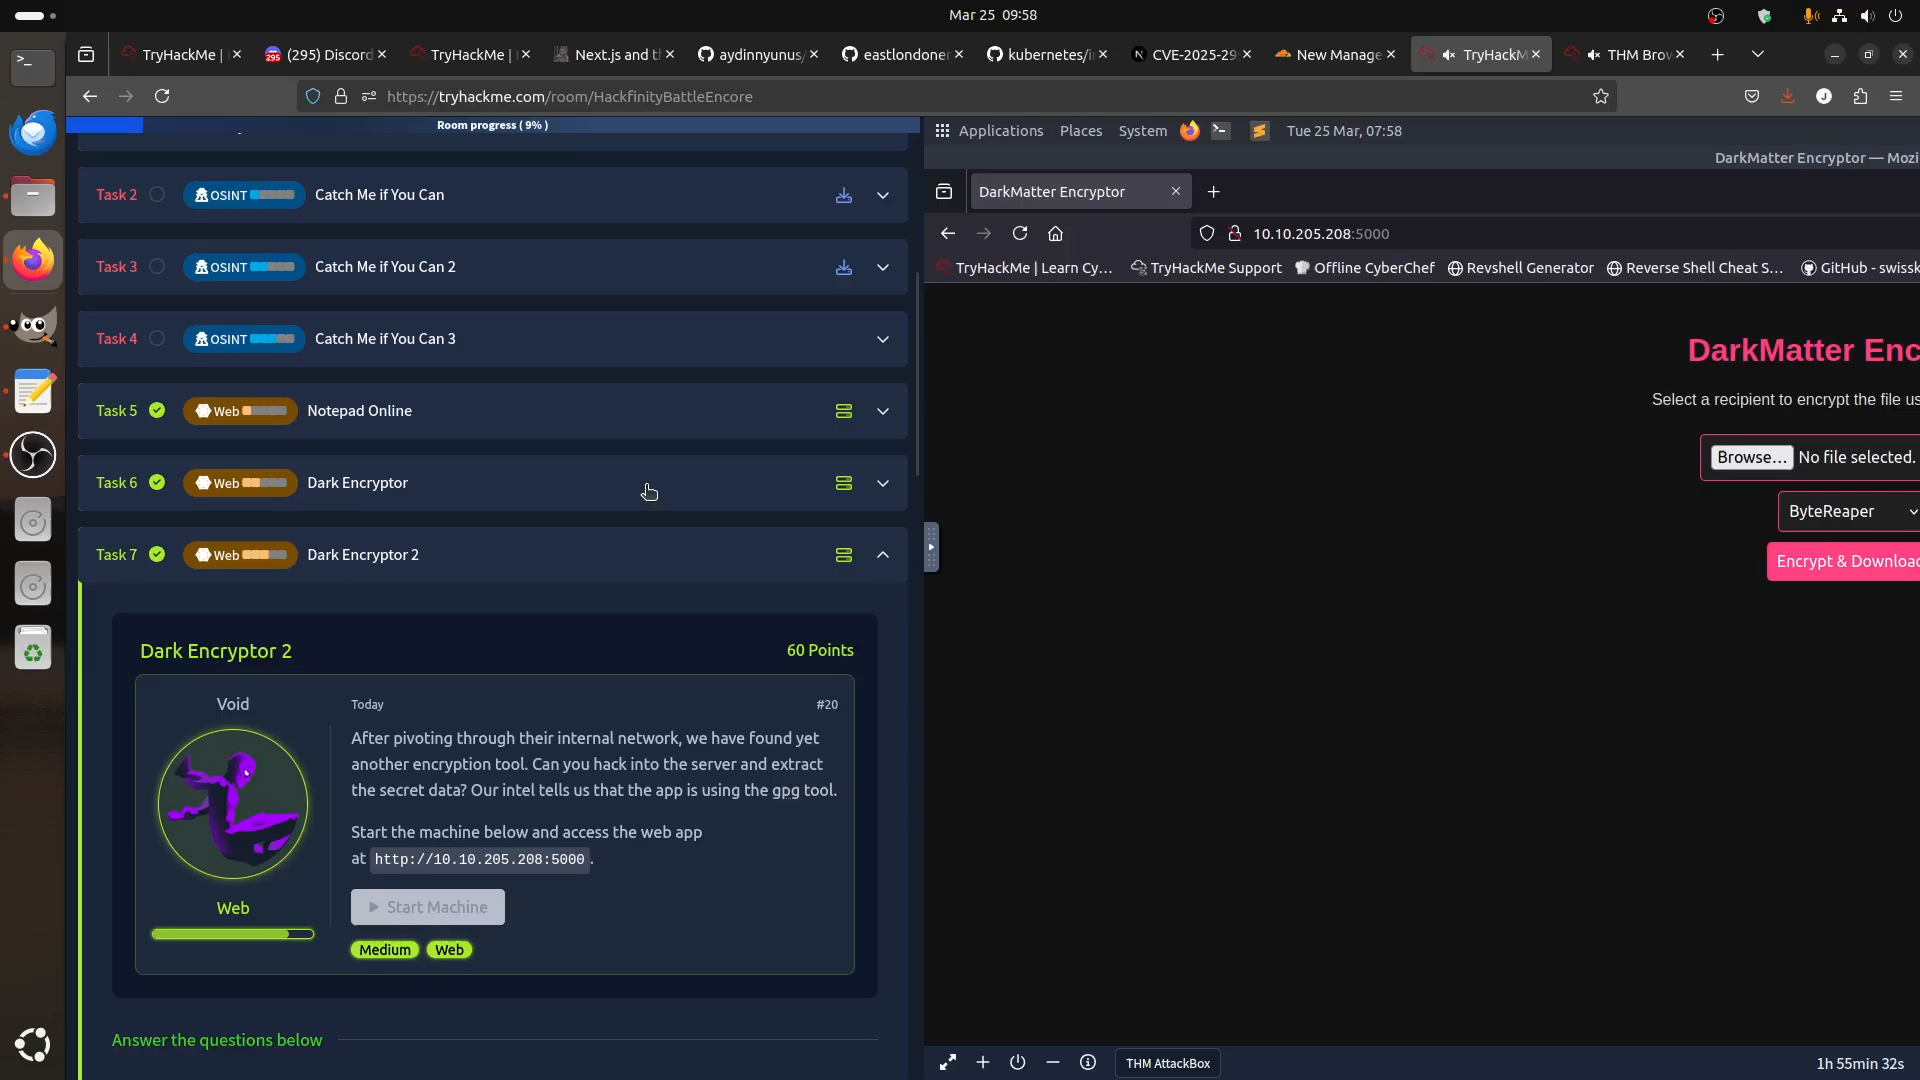 Mar 25  09:58
TryHackMe |
(295) Discord
TryHackMe |
Next.js and t
aydinnyunus/
eastlondoner
kubernetes/i
CVE-2025-29
New Manage
TryHackM
THM Brow
https://tryhackme.com/room/HackfinityBattleEncore
Room progress ( 9% )
Task 2
OSINT
Catch Me if You Can
Task 3
OSINT
Catch Me if You Can 2
Task 4
OSINT
Catch Me if You Can 3
Task 5
Web
Notepad Online
Task 6
Web
Dark Encryptor
Task 7
Web
Dark Encryptor 2
Dark Encryptor 2
60 Points
Void
Web
Today
#20
After pivoting through their internal network, we have found yet
another encryption tool. Can you hack into the server and extract
the secret data? Our intel tells us that the app is using the gpg tool.
Start the machine below and access the web app
at http://10.10.205.208:5000.
Start Machine
Medium
Web
Answer the questions below
Applications
Places
System
Tue 25 Mar, 07:58
DarkMatter Encryptor — Mozi
DarkMatter Encryptor
10.10.205.208:5000
TryHackMe | Learn Cy...
TryHackMe Support
Offline CyberChef
Revshell Generator
Reverse Shell Cheat S...
GitHub - swissk
DarkMatter Enc
Select a recipient to encrypt the file us
Browse...
No file selected.
ByteReaper
Encrypt & Downloa
THM AttackBox
1h 55min 32s